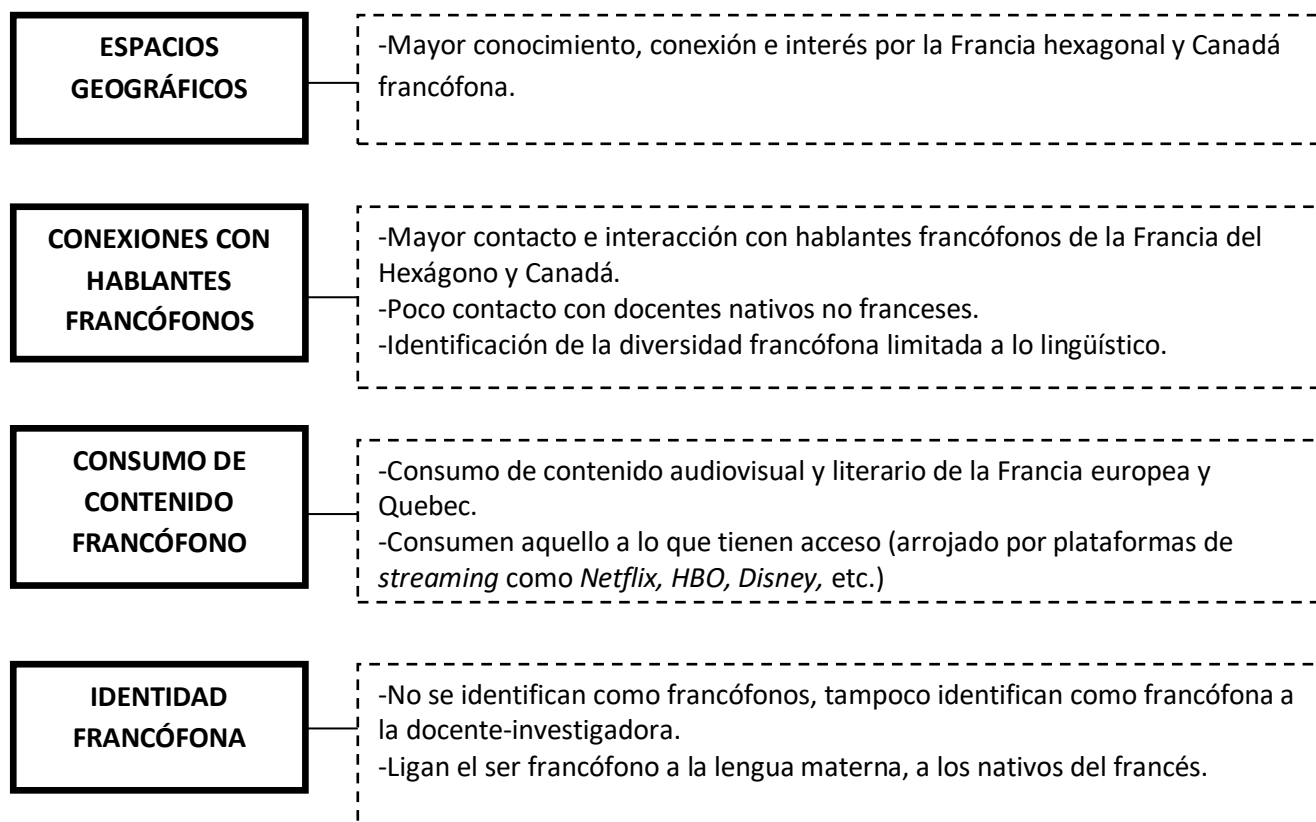 ESPACIOS
GEOGRÁFICOS
-Mayor conocimiento, conexión e interés por la Francia hexagonal y Canadá
francófona.
CONEXIONES CON
HABLANTES
FRANCÓFONOS
-Mayor contacto e interacción con hablantes francófonos de la Francia del
Hexágono y Canadá.
-Poco contacto con docentes nativos no franceses.
-Identificación de la diversidad francófona limitada a lo lingüístico.
CONSUMO DE
CONTENIDO
FRANCÓFONO
-Consumo de contenido audiovisual y literario de la Francia europea y
Quebec.
-Consumen aquello a lo que tienen acceso (arrojado por plataformas de
streaming como Netflix, HBO, Disney, etc.)
IDENTIDAD
FRANCÓFONA
-No se identifican como francófonos, tampoco identifican como francófona a
la docente-investigadora.
-Ligan el ser francófono a la lengua materna, a los nativos del francés.